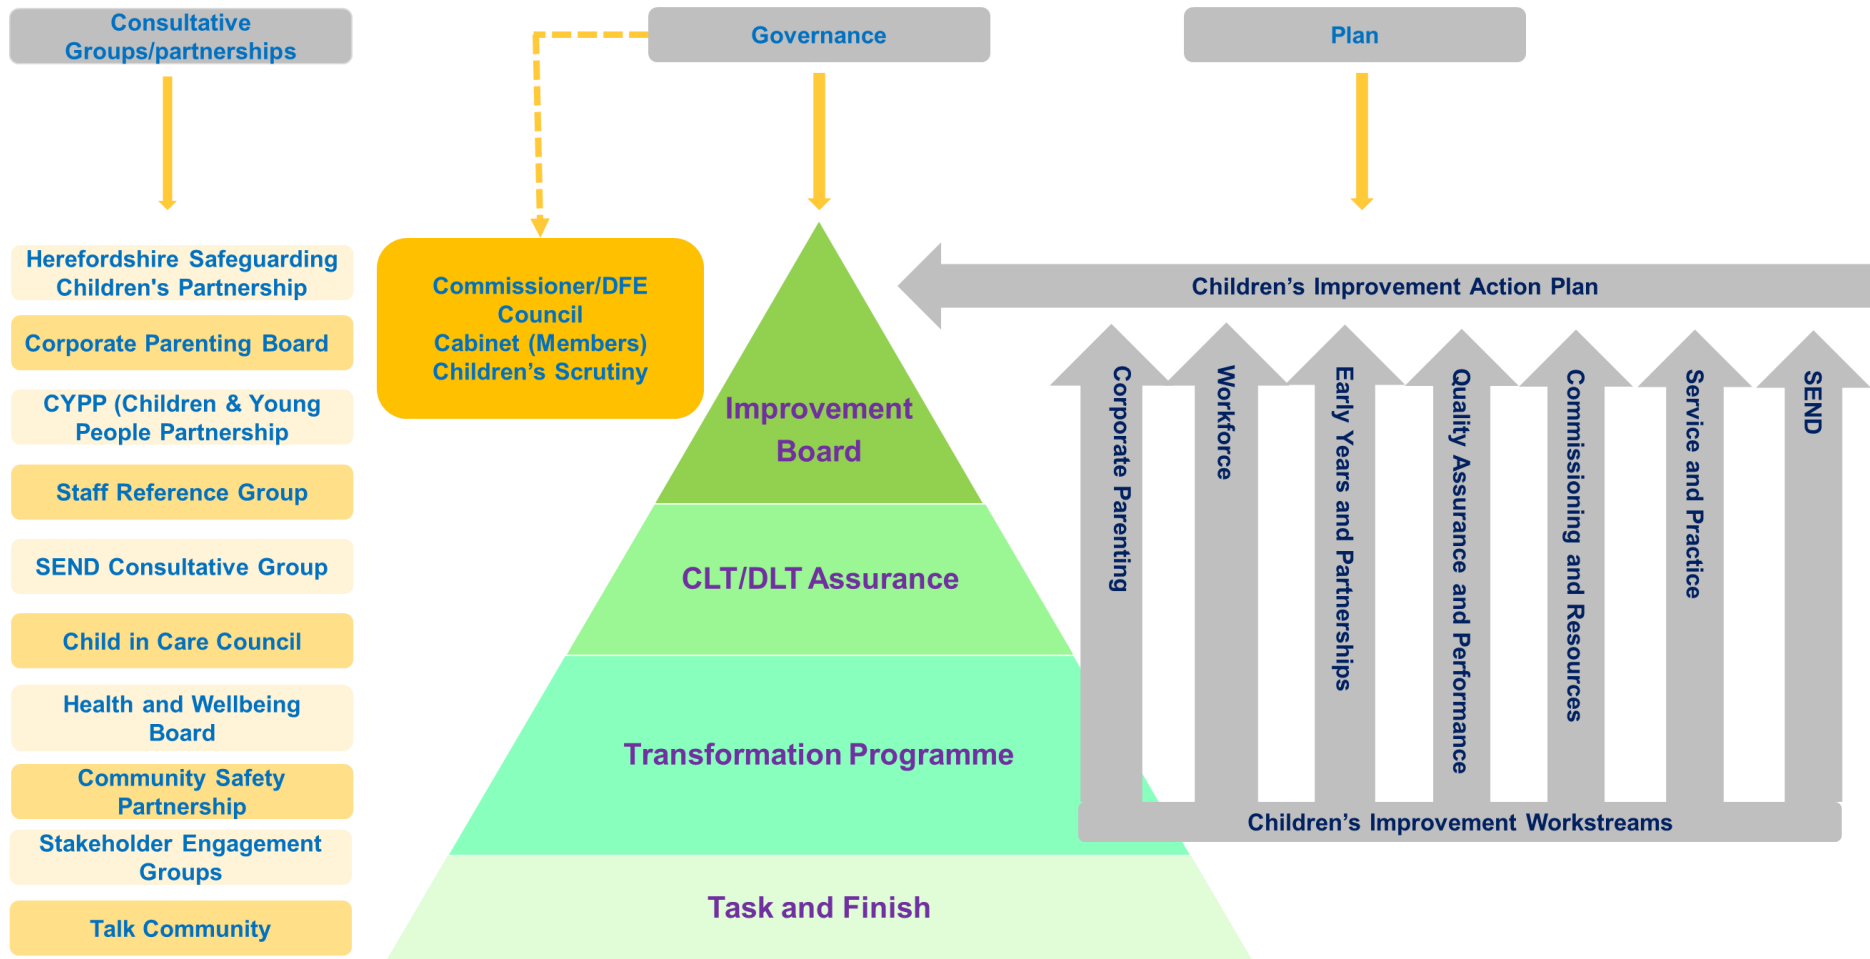 Consultative
Groups/partnerships
Governance
Plan
Herefordshire Safeguarding
Children's Partnership
Corporate Parenting Board
CYPP (Children & Young
People Partnership
Staff Reference Group
SEND Consultative Group
Child in Care Council
Health and Wellbeing
Board
Community Safety
Partnership
Stakeholder Engagement
Groups
Talk Community
Commissioner/DFE
Council
Cabinet (Members)
Children’s Scrutiny
Improvement
Board
CLT/DLT Assurance
Transformation Programme
Task and Finish
Children’s Improvement Action Plan
Corporate Parenting
Workforce
Early Years and Partnerships
Quality Assurance and Performance
Commissioning and Resources
Service and Practice
SEND
Children’s Improvement Workstreams